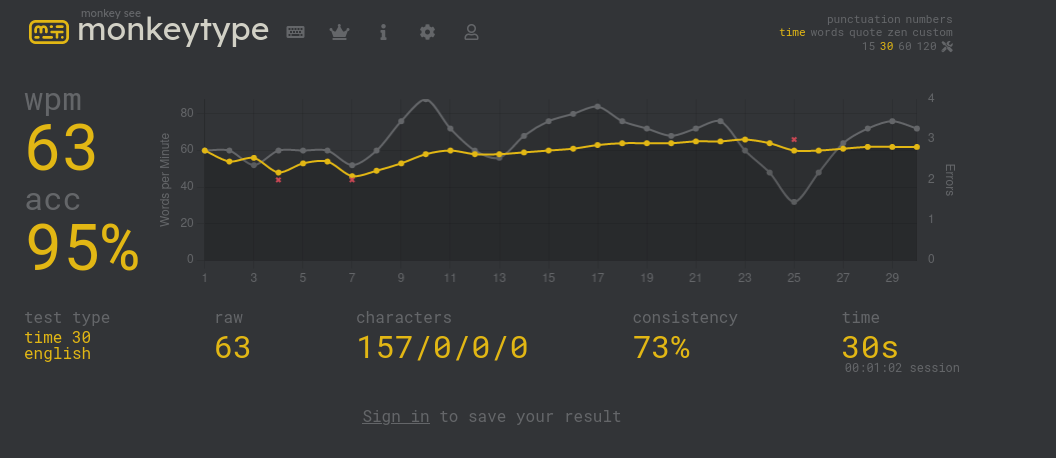 monkey see
monkeytype
punctuation numbers
time words quote zen custom
15 30 60 120
wpm
63
acc
95%
Words per Minute
80
60
40
20
0
4
3
2
1
0
Errors
1 3 5 7 9 11 13 15 17 19 21 23 25 27 29
test type
time 30
english
raw
63
characters
157/0/0/0
consistency
73%
time
30s
00:01:02 session
Sign in to save your result